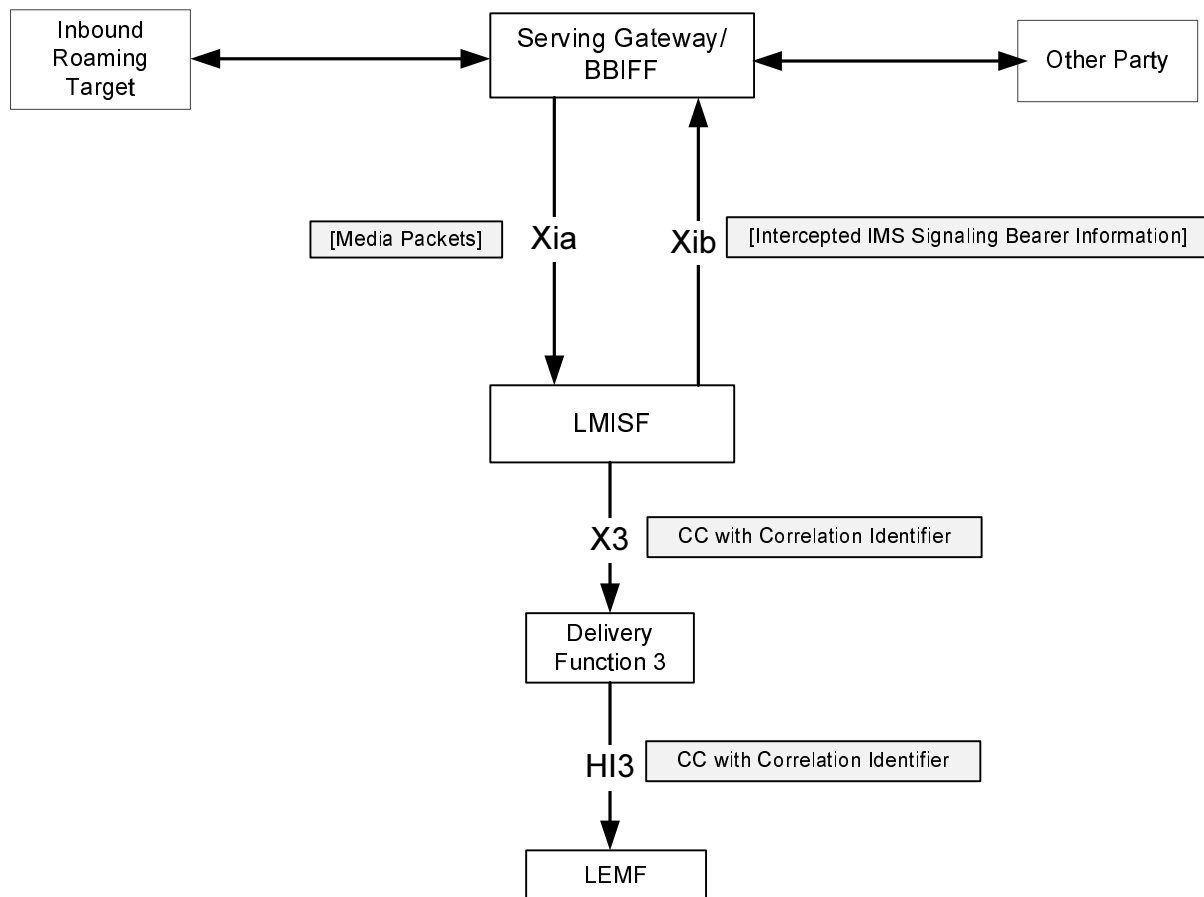 Inbound
Roaming
Target
Serving Gateway/
BBIFF
Other Party
[Media Packets]
Xia
Xib
[Intercepted IMS Signaling Bearer Information]
LMISF
X3
CC with Correlation Identifier
Delivery
Function 3
HI3
CC with Correlation Identifier
LEMF